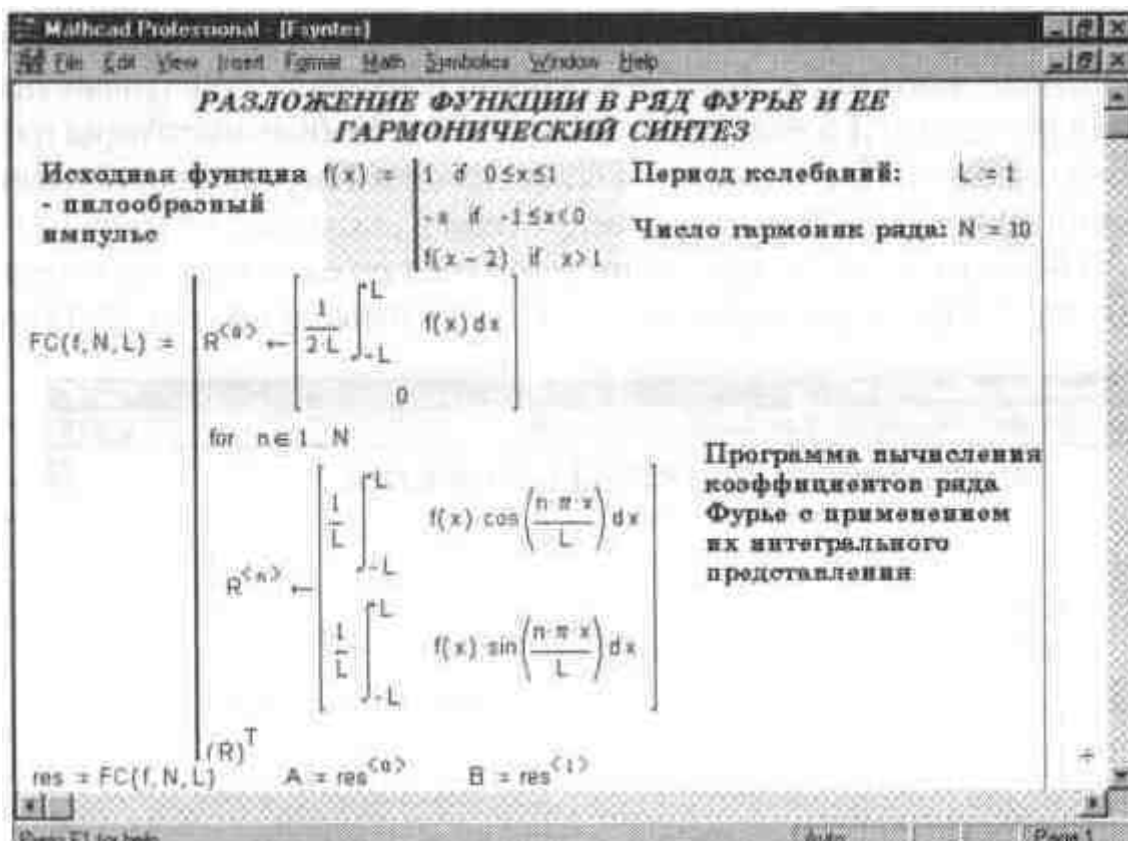 Mathcad Professional - [Fsyntes]
File Edit View Insert Format Math Symbolics Window Help
РАЗЛОЖЕНИЕ ФУНКЦИИ В РЯД ФУРЬЕ И ЕЕ
ГАРМОНИЧЕСКИЙ СИНТЕЗ
Исходная функция f(x) := 1 if 0≤x≤1 Период колебаний: L := 1
- пилообразный -x if -1≤x<0
импульс Число гармоник ряда: N = 10
f(x-2) if x>1
FC(f,N,L) := R^<0> ← [ 1/(2·L) ∫_{-L}^{L} f(x) dx
0 ]
for n∈1..N
R^<n> ← [ 1/L ∫_{-L}^{L} f(x)·cos(n·π·x/L) dx
1/L ∫_{-L}^{L} f(x)·sin(n·π·x/L) dx ]
Программа вычисления
коэффициентов ряда
Фурье с применением
их интегрального
представления
(R)^T
res = FC(f,N,L) A = res^<0> B = res^<1>
Press F1 for help. Auto Page 1